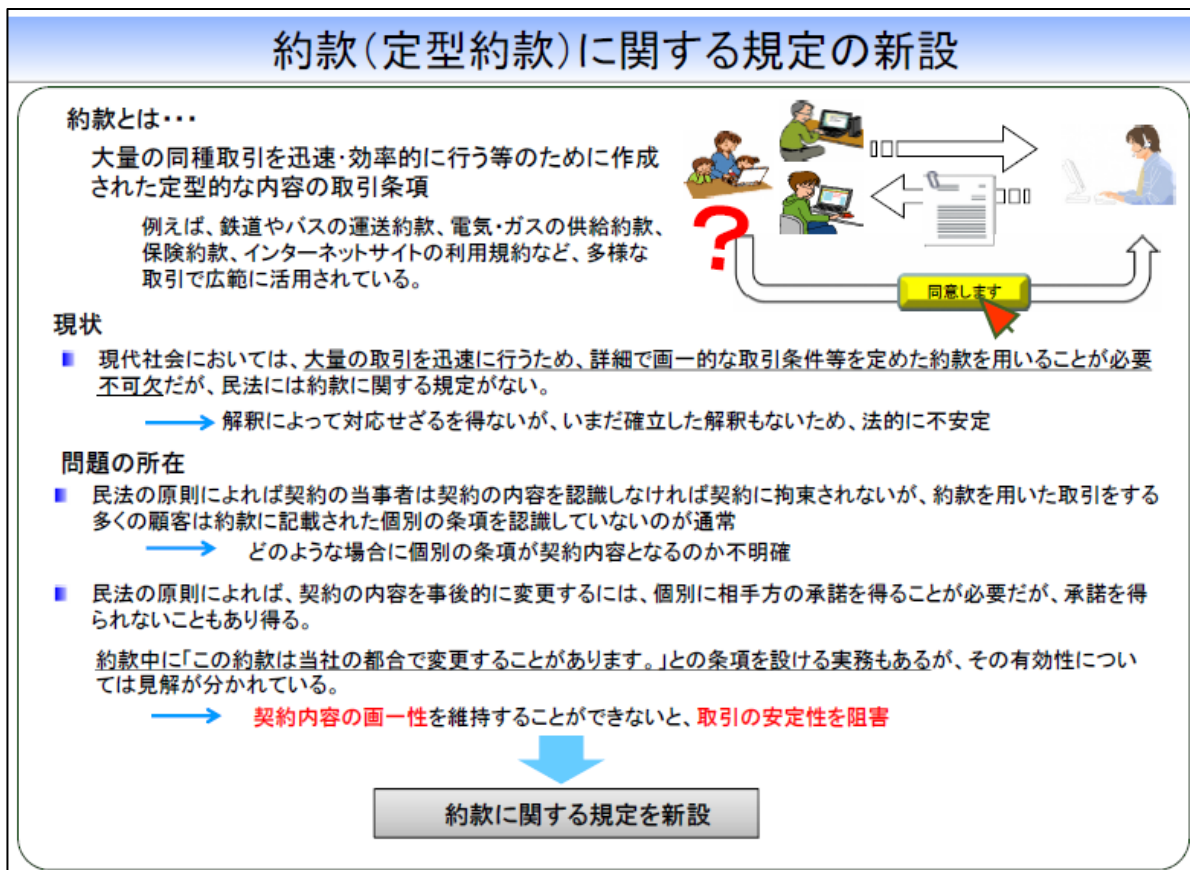 約款(定型約款)に関する規定の新設
約款とは・・・
大量の同種取引を迅速・効率的に行う等のために作成
された定型的な内容の取引条項
例えば、鉄道やバスの運送約款、電気・ガスの供給約款、
保険約款、インターネットサイトの利用規約など、多様な
取引で広範に活用されている。
?
同意します
現状
■ 現代社会においては、大量の取引を迅速に行うため、詳細で画一的な取引条件等を定めた約款を用いることが必要
不可欠だが、民法には約款に関する規定がない。
→ 解釈によって対応せざるを得ないが、いまだ確立した解釈もないため、法的に不安定
問題の所在
■ 民法の原則によれば契約の当事者は契約の内容を認識しなければ契約に拘束されないが、約款を用いた取引をする
多くの顧客は約款に記載された個別の条項を認識していないのが通常
→ どのような場合に個別の条項が契約内容となるのか不明確
■ 民法の原則によれば、契約の内容を事後的に変更するには、個別に相手方の承諾を得ることが必要だが、承諾を得
られないこともあり得る。
約款中に「この約款は当社の都合で変更することがあります。」との条項を設ける実務もあるが、その有効性につい
ては見解が分かれている。
→ 契約内容の画一性を維持することができないと、取引の安定性を阻害
約款に関する規定を新設